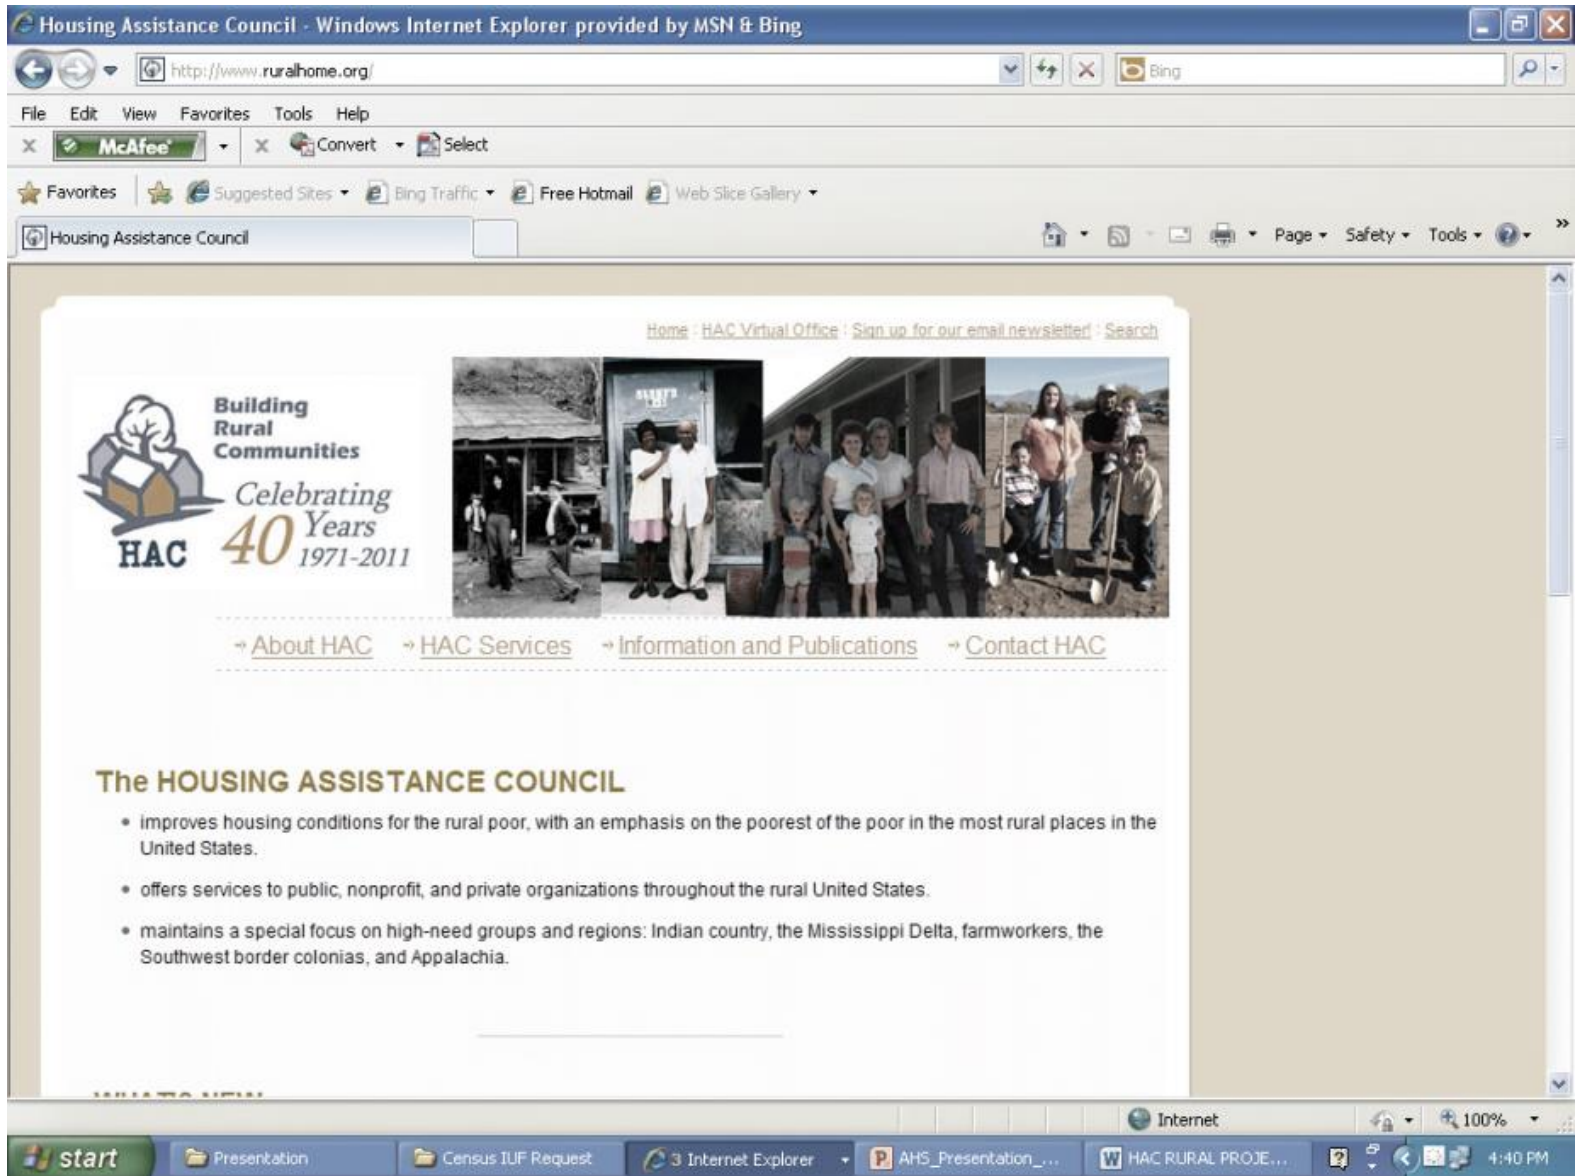 Housing Assistance Council - Windows Internet Explorer provided by MSN & Bing
http://www.ruralhome.org/
Bing
File Edit View Favorites Tools Help
McAfee Convert Select
Favorites Suggested Sites Bing Traffic Free Hotmail Web Slice Gallery
Housing Assistance Council
Page Safety Tools
Home : HAC Virtual Office : Sign up for our email newsletter! : Search
Building
Rural
Communities
Celebrating
40 Years
1971-2011
HAC
About HAC HAC Services Information and Publications Contact HAC
The HOUSING ASSISTANCE COUNCIL
• improves housing conditions for the rural poor, with an emphasis on the poorest of the poor in the most rural places in the
United States.
• offers services to public, nonprofit, and private organizations throughout the rural United States.
• maintains a special focus on high-need groups and regions: Indian country, the Mississippi Delta, farmworkers, the
Southwest border colonias, and Appalachia.
WHAT'S NEW
Internet 100%
start Presentation Census IUF Request 3 Internet Explorer AHS_Presentation_... HAC RURAL PROJE... 4:40 PM